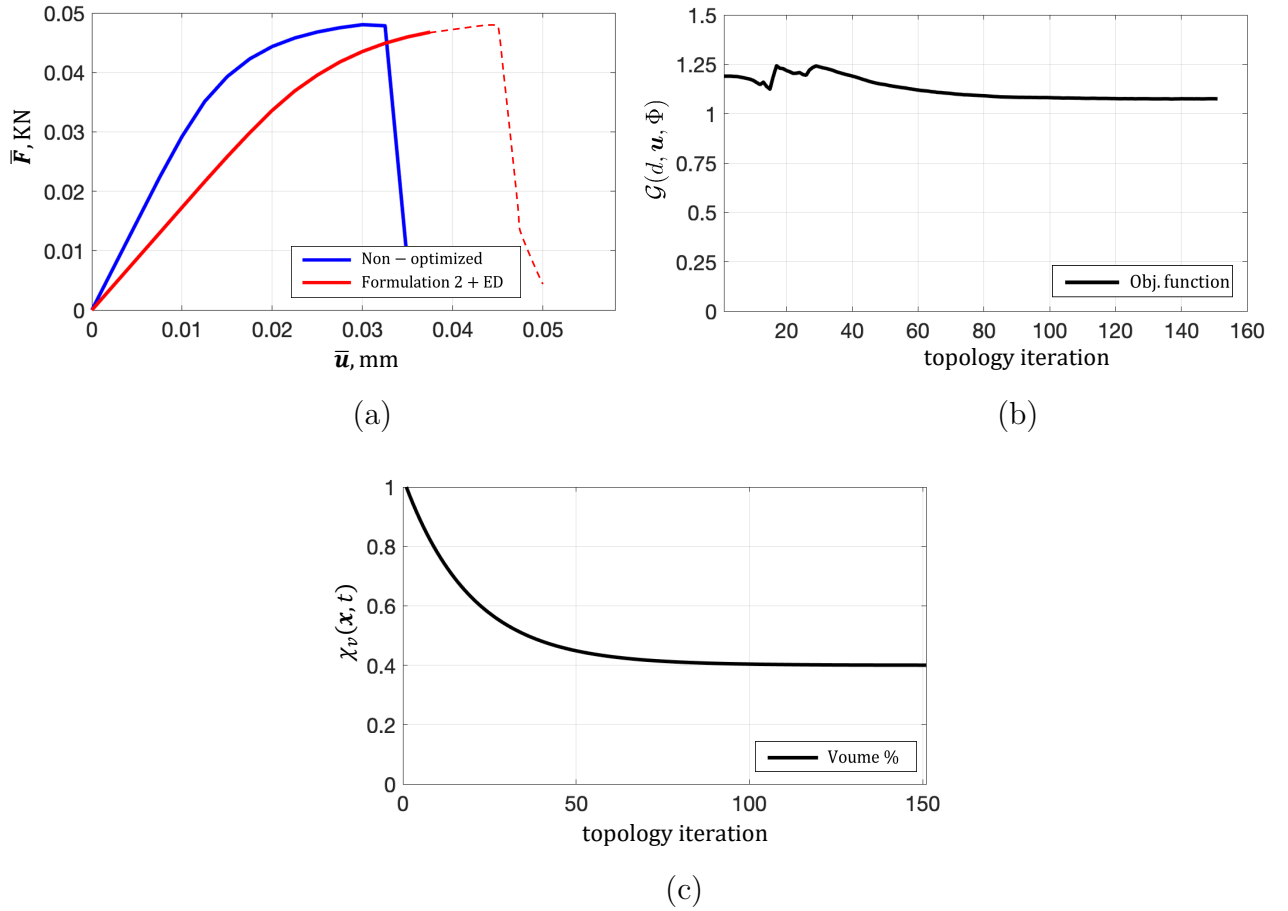 0.05
0.04
0.03
0.02
0.01
0
F̅, KN
0 0.01 0.02 0.03 0.04 0.05
u̅, mm
Non − optimized
Formulation 2 + ED
(a)
1.5
1.25
1
0.75
0.5
0.25
0
𝒢(d, u, Φ)
20 40 60 80 100 120 140 160
topology iteration
Obj. function
(b)
1
0.8
0.6
0.4
0.2
0
χᵥ(x, t)
0 50 100 150
topology iteration
Voume %
(c)